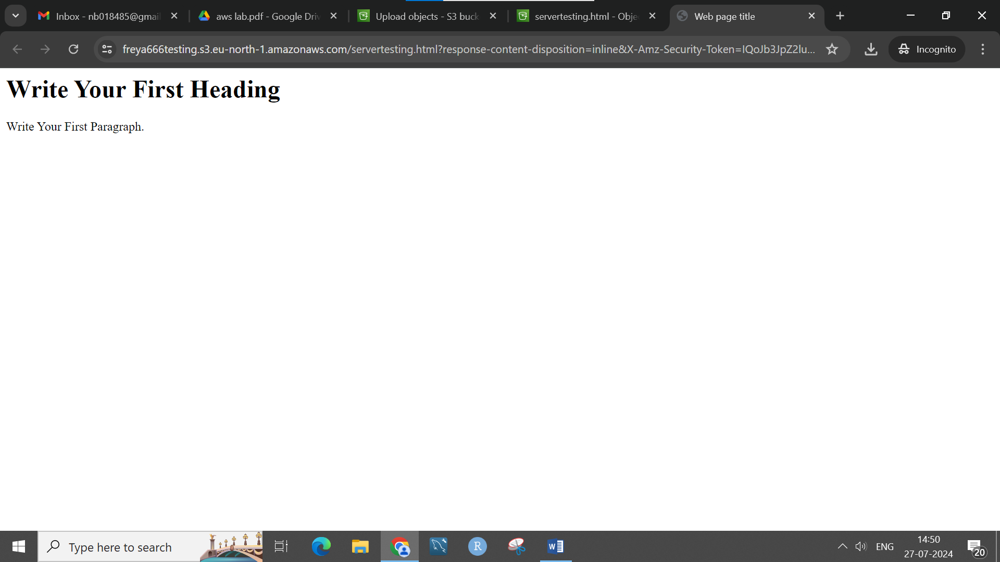 Inbox - nb018485@gmail
aws lab.pdf - Google Driv
Upload objects - S3 buck
servertesting.html - Obje
Web page title
freya666testing.s3.eu-north-1.amazonaws.com/servertesting.html?response-content-disposition=inline&X-Amz-Security-Token=IQoJb3JpZ2lu...
Incognito
Write Your First Heading
Write Your First Paragraph.
Type here to search
R
W
ENG
14:50
27-07-2024
20